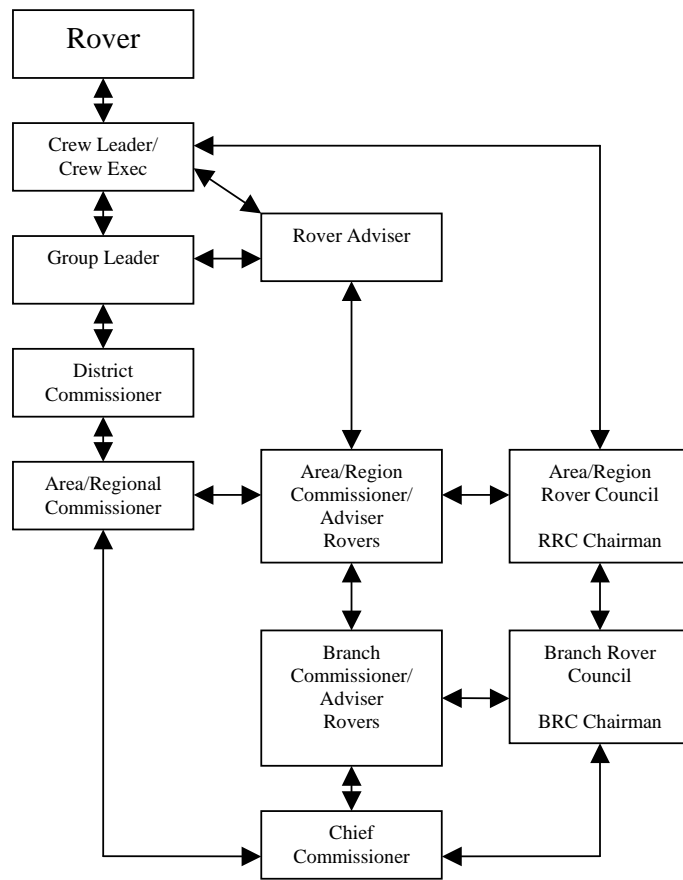 Rover
Crew Leader/
Crew Exec
Rover Adviser
Group Leader
District
Commissioner
Area/Regional
Commissioner
Area/Region
Commissioner/
Adviser
Rovers
Area/Region
Rover Council
RRC Chairman
Branch
Commissioner/
Adviser
Rovers
Branch Rover
Council
BRC Chairman
Chief
Commissioner